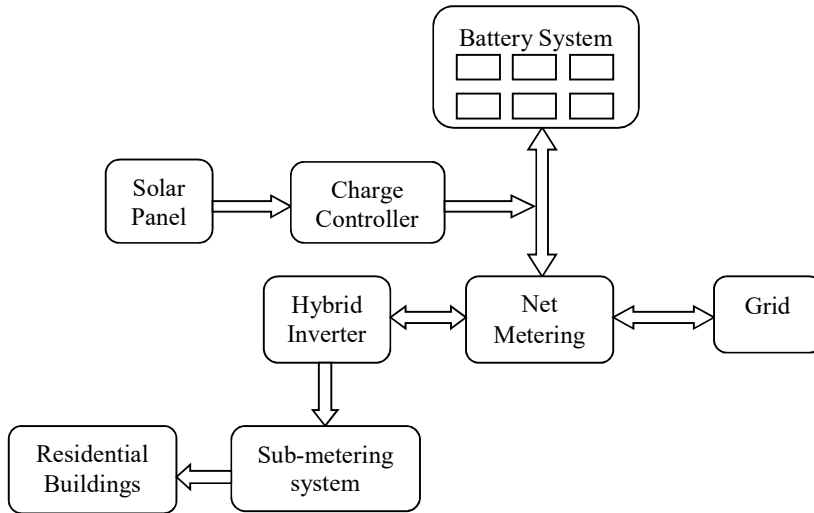 Battery System
Solar
Panel
Charge
Controller
Hybrid
Inverter
Net
Metering
Grid
Residential
Buildings
Sub-metering
system